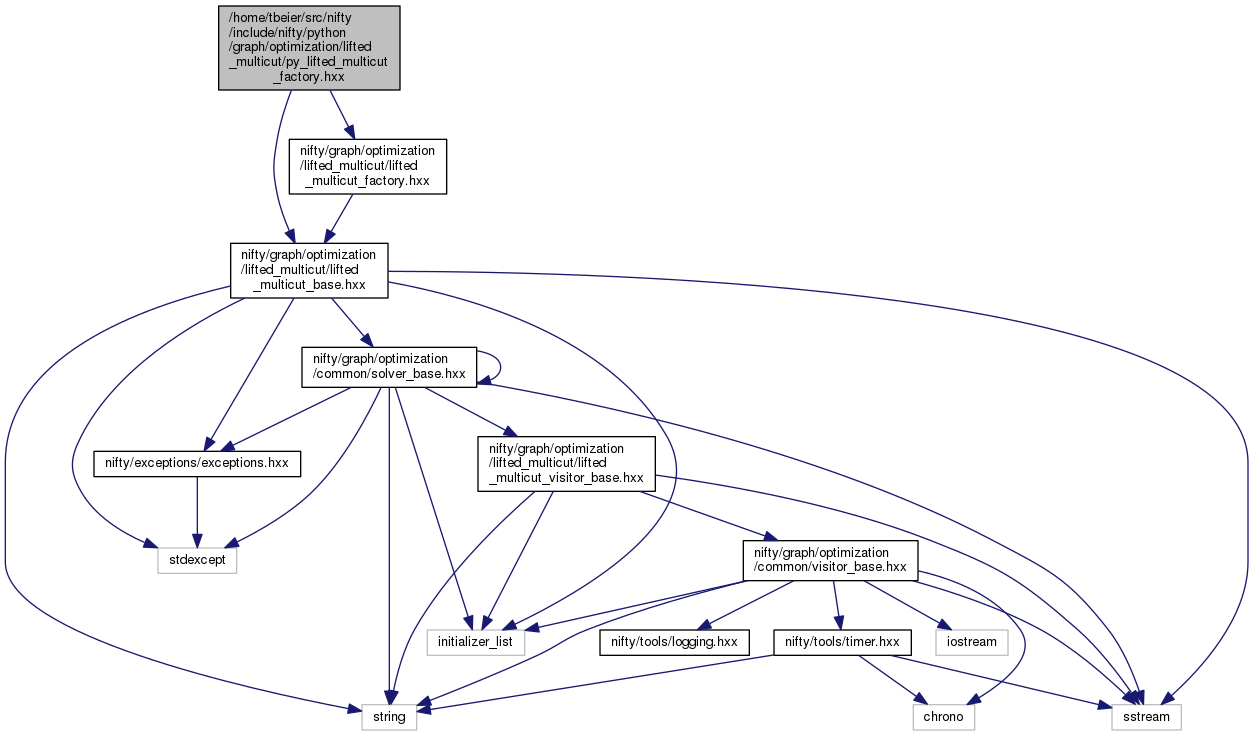 /home/tbeier/src/nifty
/include/nifty/python
/graph/optimization/lifted
_multicut/py_lifted_multicut
_factory.hxx
nifty/graph/optimization
/lifted_multicut/lifted
_multicut_factory.hxx
nifty/graph/optimization
/lifted_multicut/lifted
_multicut_base.hxx
nifty/graph/optimization
/common/solver_base.hxx
nifty/graph/optimization
/lifted_multicut/lifted
_multicut_visitor_base.hxx
nifty/exceptions/exceptions.hxx
stdexcept
nifty/graph/optimization
/common/visitor_base.hxx
initializer_list
nifty/tools/logging.hxx
nifty/tools/timer.hxx
iostream
string
chrono
sstream